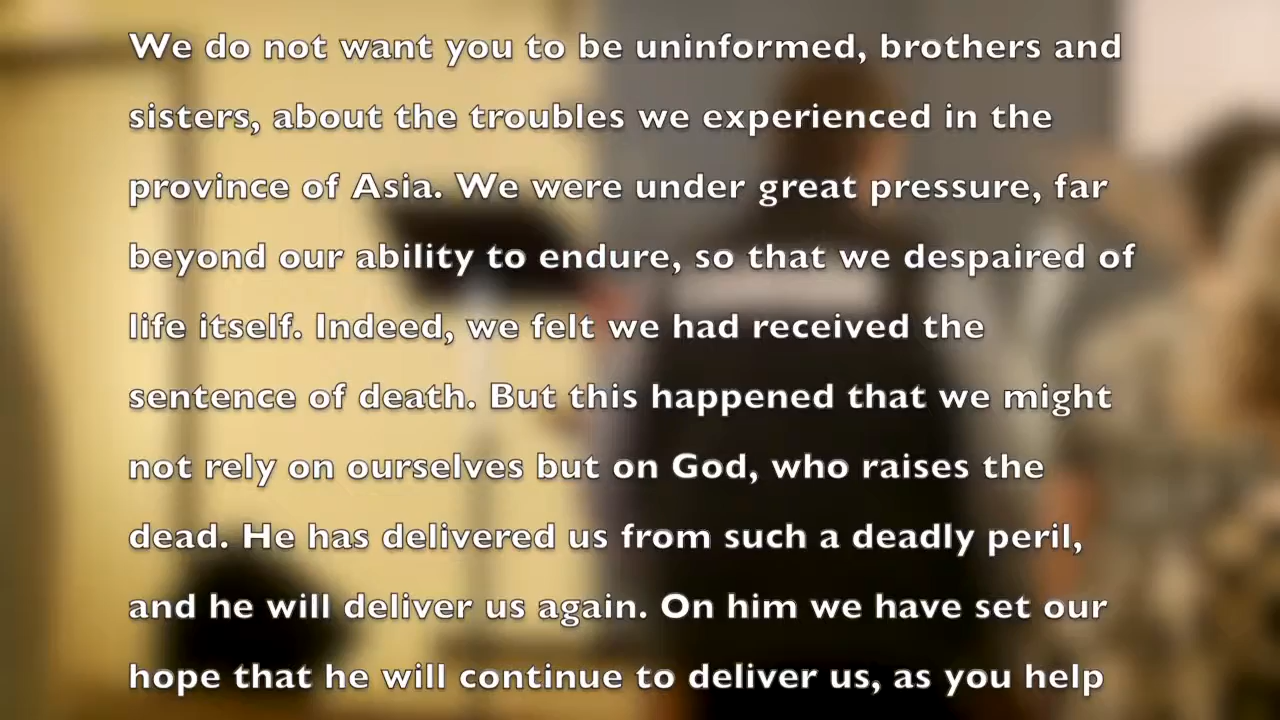 We do not want you to be uninformed, brothers and
sisters, about the troubles we experienced in the
province of Asia. We were under great pressure, far
beyond our ability to endure, so that we despaired of
life itself. Indeed, we felt we had received the
sentence of death. But this happened that we might
not rely on ourselves but on God, who raises the
dead. He has delivered us from such a deadly peril,
and he will deliver us again. On him we have set our
hope that he will continue to deliver us, as you help